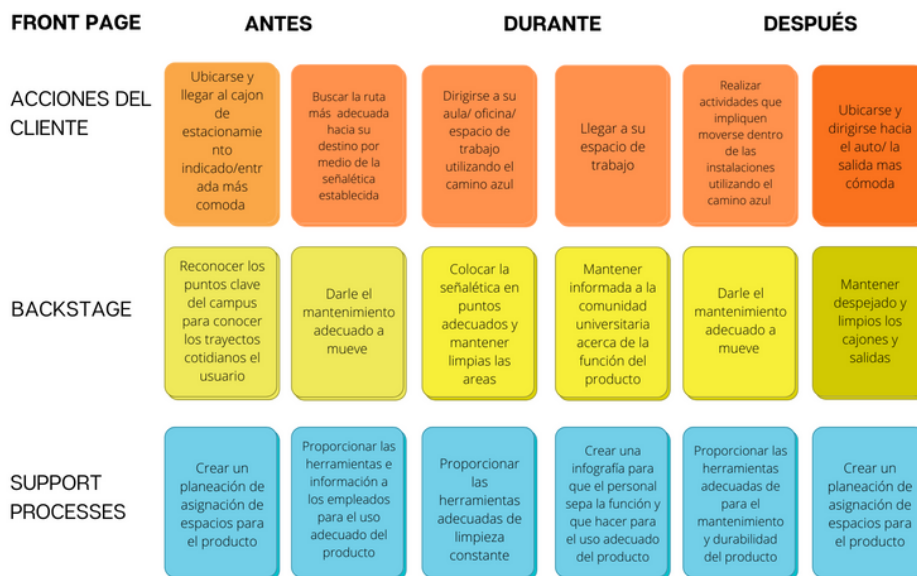 FRONT PAGE
ANTES
DURANTE
DESPUÉS
ACCIONES DEL
CLIENTE
Ubicarse y
llegar al cajon
de
estacionamie
nto
indicado/entr
ada más
comoda
Buscar la ruta
más adecuada
hacia su
destino por
medio de la
señalética
establecida
Dirigirse a su
aula/ oficina/
espacio de
trabajo
utilizando el
camino azul
Llegar a su
espacio de
trabajo
Realizar
actividades que
impliquen
moverse dentro
de las
instalaciones
utilizando el
camino azul
Ubicarse y
dirigirse hacia
el auto/ la
salida mas
cómoda
BACKSTAGE
Reconocer los
puntos clave
del campus
para conocer
los trayectos
cotidianos el
usuario
Darle el
mantenimiento
adecuado a
mueve
Colocar la
señalética en
puntos
adecuados y
mantener
limpias las
areas
Mantener
informada a la
comunidad
universitaria
acerca de la
función del
producto
Darle el
mantenimiento
adecuado a
mueve
Mantener
despejado y
limpios los
cajones y
salidas
SUPPORT
PROCESSES
Crear un
planeación de
asignación de
espacios para
el producto
Proporcionar las
herramientas e
información a
los empleados
para el uso
adecuado del
producto
Proporcionar
las
herramientas
adecuadas de
limpieza
constante
Crear una
infografía para
que el personal
sepa la función y
que hacer para
el uso adecuado
del producto
Proporcionar las
herramientas
adecuadas de
para el
mantenimiento
y durabilidad
del producto
Crear un
planeación de
asignación de
espacios para
el producto